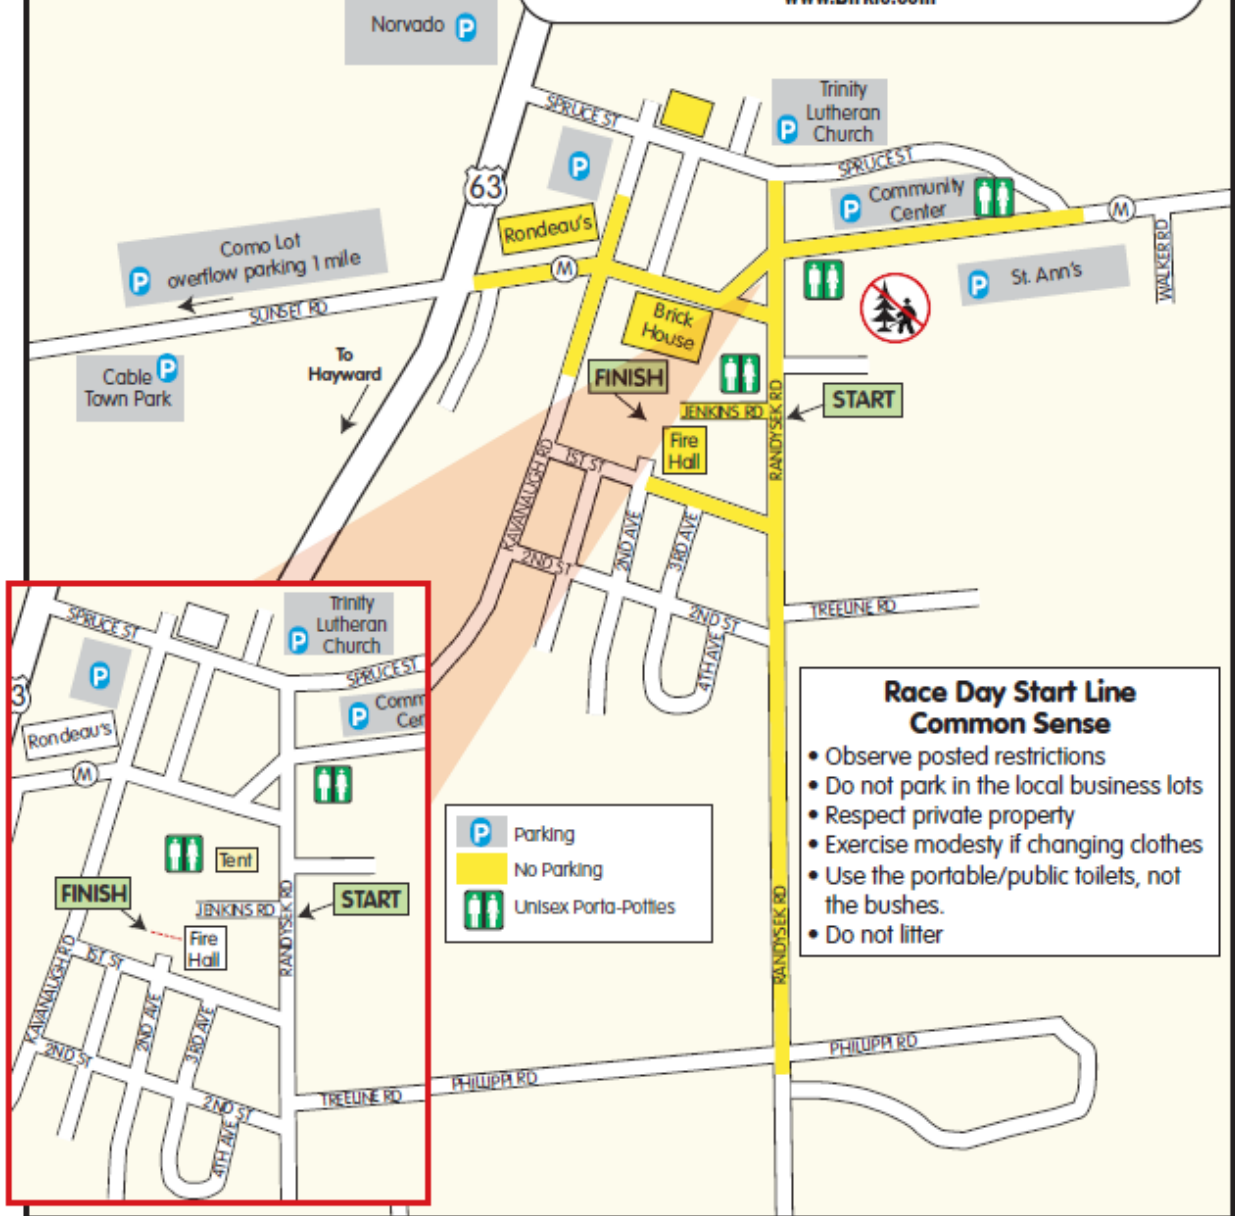 www.Birkie.com
Norvado P
SPRUCE ST
Trinity
Lutheran
P Church
P
63
SPRUCE ST
P Community
Center
M
Rondeau's
Como Lot
P overflow parking 1 mile
M
P St. Ann's
WALKER RD
SUNSET RD
To
Hayward
Cable P
Town Park
Brick
House
FINISH
START
JENKINS RD
RANDYSEK RD
Fire
Hall
1ST ST
KAVANAUGH RD
2ND ST
2ND AVE
3RD AVE
2ND ST
4TH AVE
TREELINE RD
Race Day Start Line
Common Sense
• Observe posted restrictions
• Do not park in the local business lots
• Respect private property
• Exercise modesty if changing clothes
• Use the portable/public toilets, not
the bushes.
• Do not litter
P Parking
No Parking
Unisex Porta-Potties
RANDYSEK RD
PHILIPPI RD
PHILIPPI RD
SPRUCE ST
Trinity
Lutheran
P Church
P
3
SPRUCE ST
P Comm
Cen
Rondeau's
M
Tent
FINISH
START
JENKINS RD
RANDYSEK RD
Fire
Hall
1ST ST
KAVANAUGH RD
2ND AVE
3RD AVE
2ND ST
2ND ST
4TH AVE
TREELINE RD